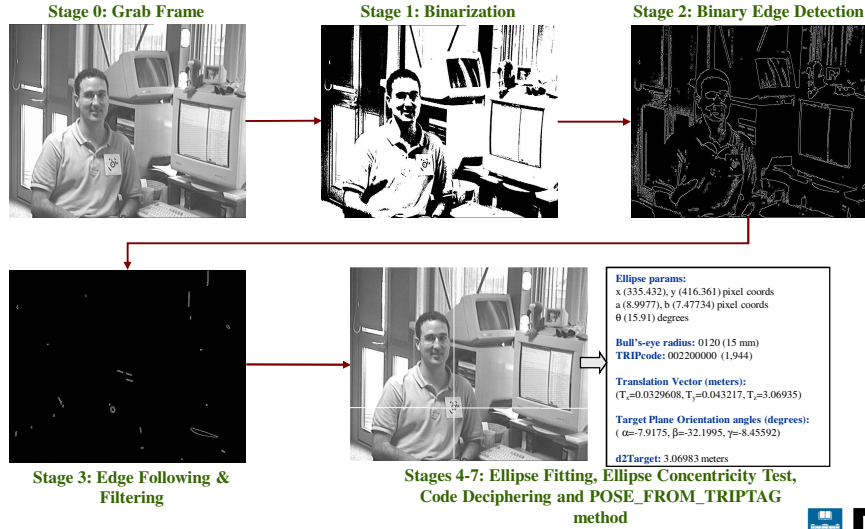 Stage 0: Grab Frame
Stage 1: Binarization
Stage 2: Binary Edge Detection
Ellipse params:
x (335.432), y (416.361) pixel coords
a (8.9977), b (7.47734) pixel coords
θ (15.91) degrees
Bull's-eye radius: 0120 (15 mm)
TRIPcode: 002200000 (1,944)
Translation Vector (meters):
(Tx=0.0329608, Ty=0.043217, Tz=3.06935)
Target Plane Orientation angles (degrees):
( α=-7.9175, β=-32.1995, γ=-8.45592)
d2Target: 3.06983 meters
Stage 3: Edge Following &
Filtering
Stages 4-7: Ellipse Fitting, Ellipse Concentricity Test,
Code Deciphering and POSE_FROM_TRIPTAG
method